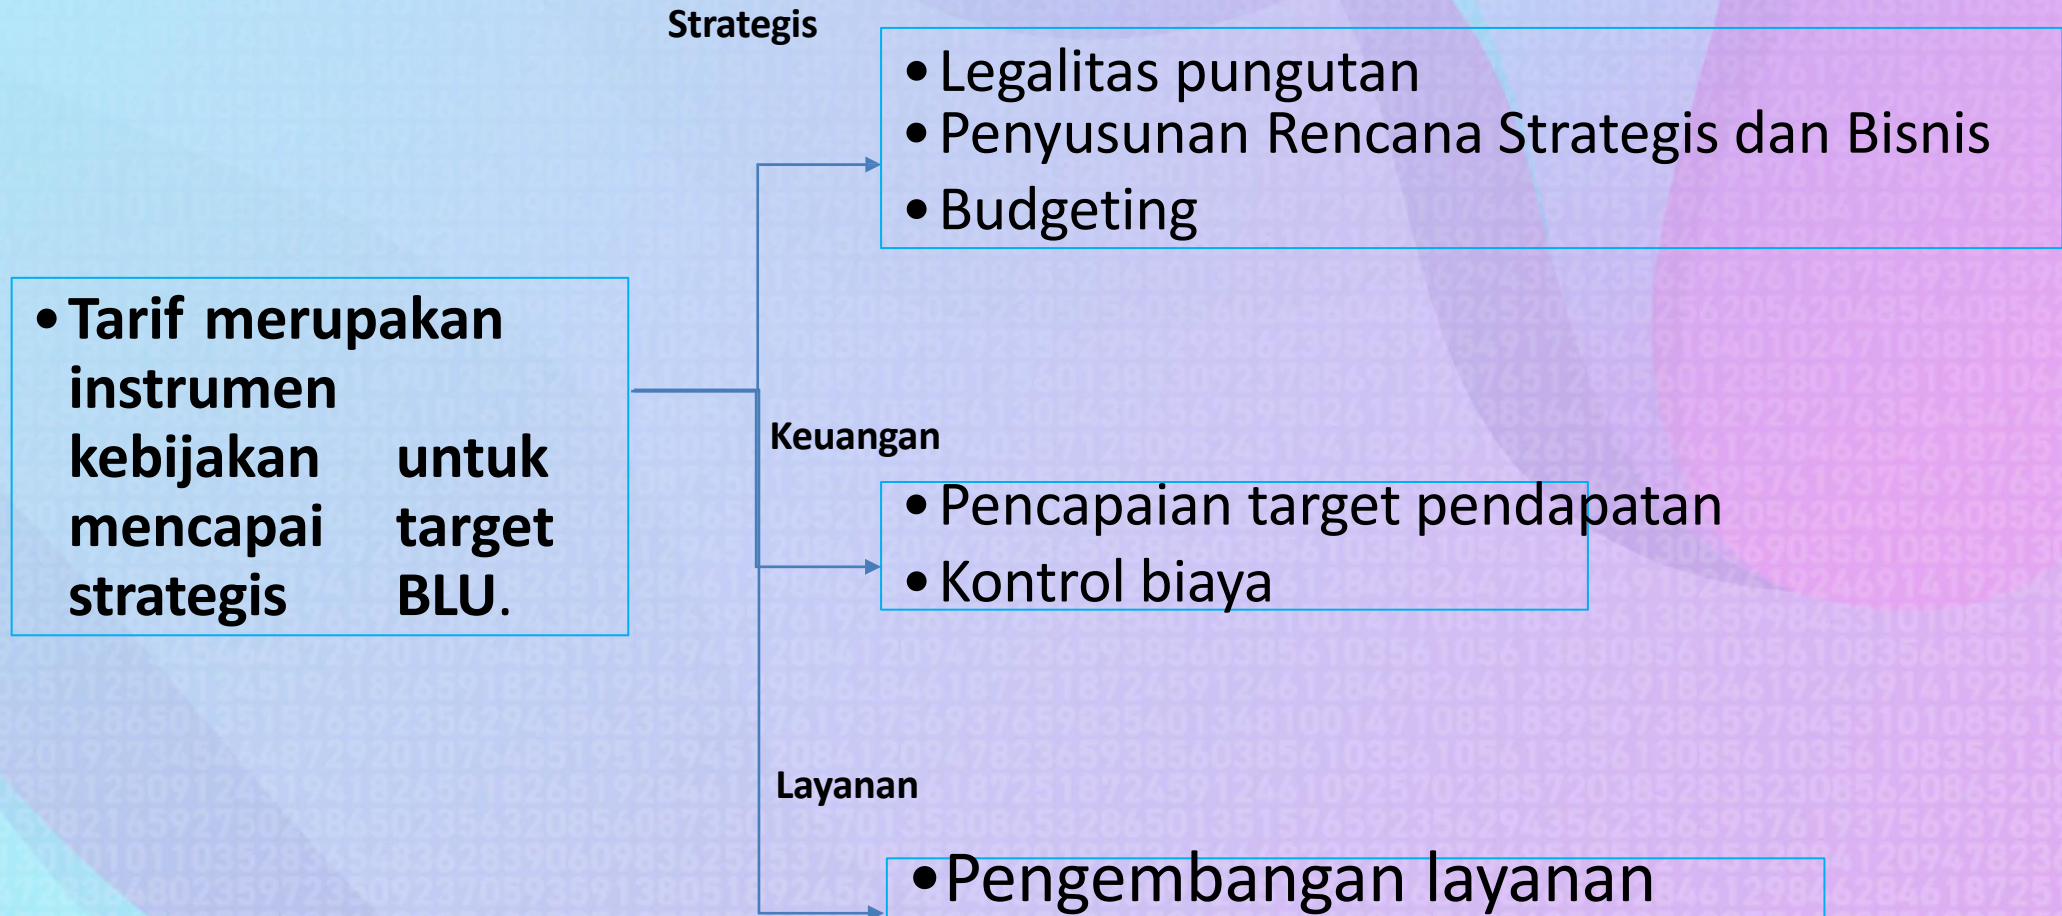 Strategis
• Legalitas pungutan
• Penyusunan Rencana Strategis dan Bisnis
• Budgeting
• Tarif merupakan
instrumen
kebijakan untuk
mencapai target
strategis BLU.
Keuangan
• Pencapaian target pendapatan
• Kontrol biaya
Layanan
• Pengembangan layanan